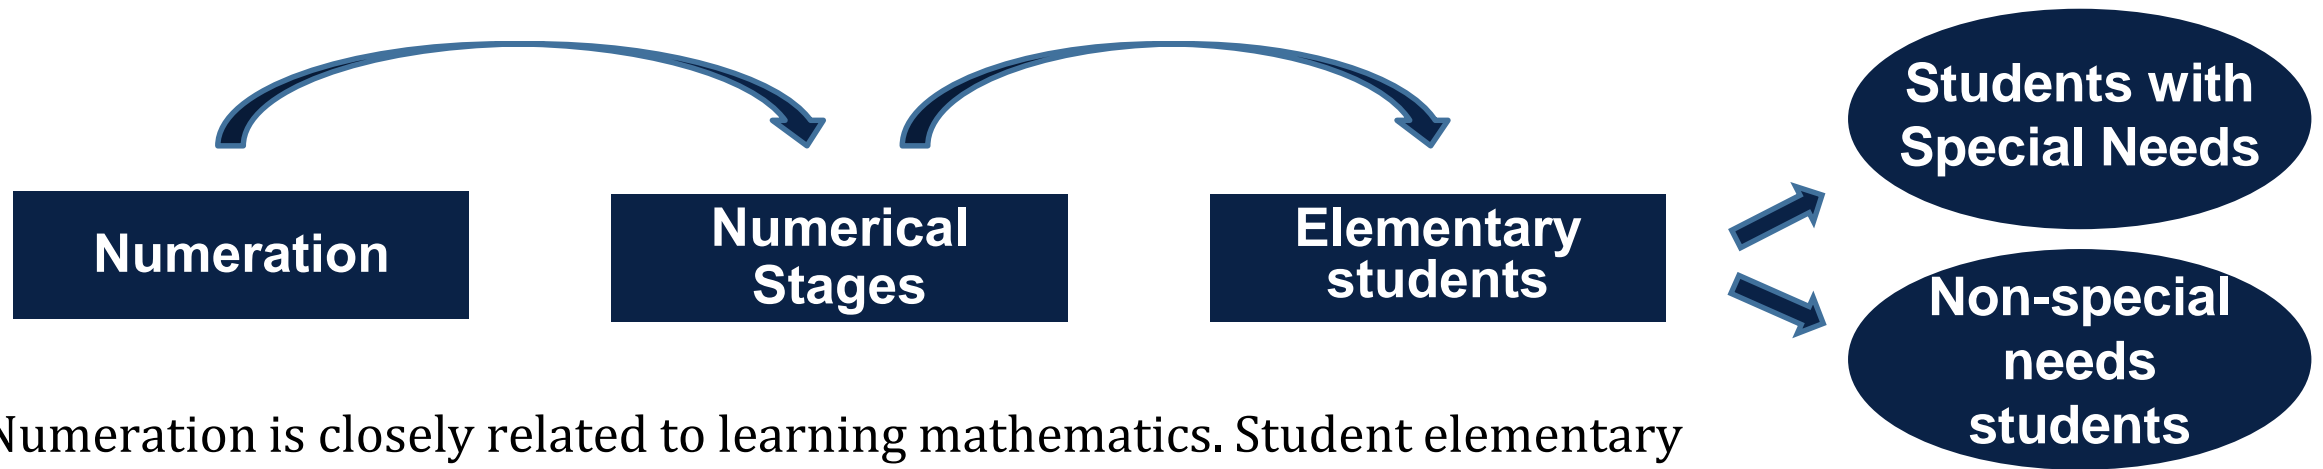 Numeration
Numerical
Stages
Elementary
students
Students with
Special Needs
Non-special
needs
students
Numeration is closely related to learning mathematics. Student elementary